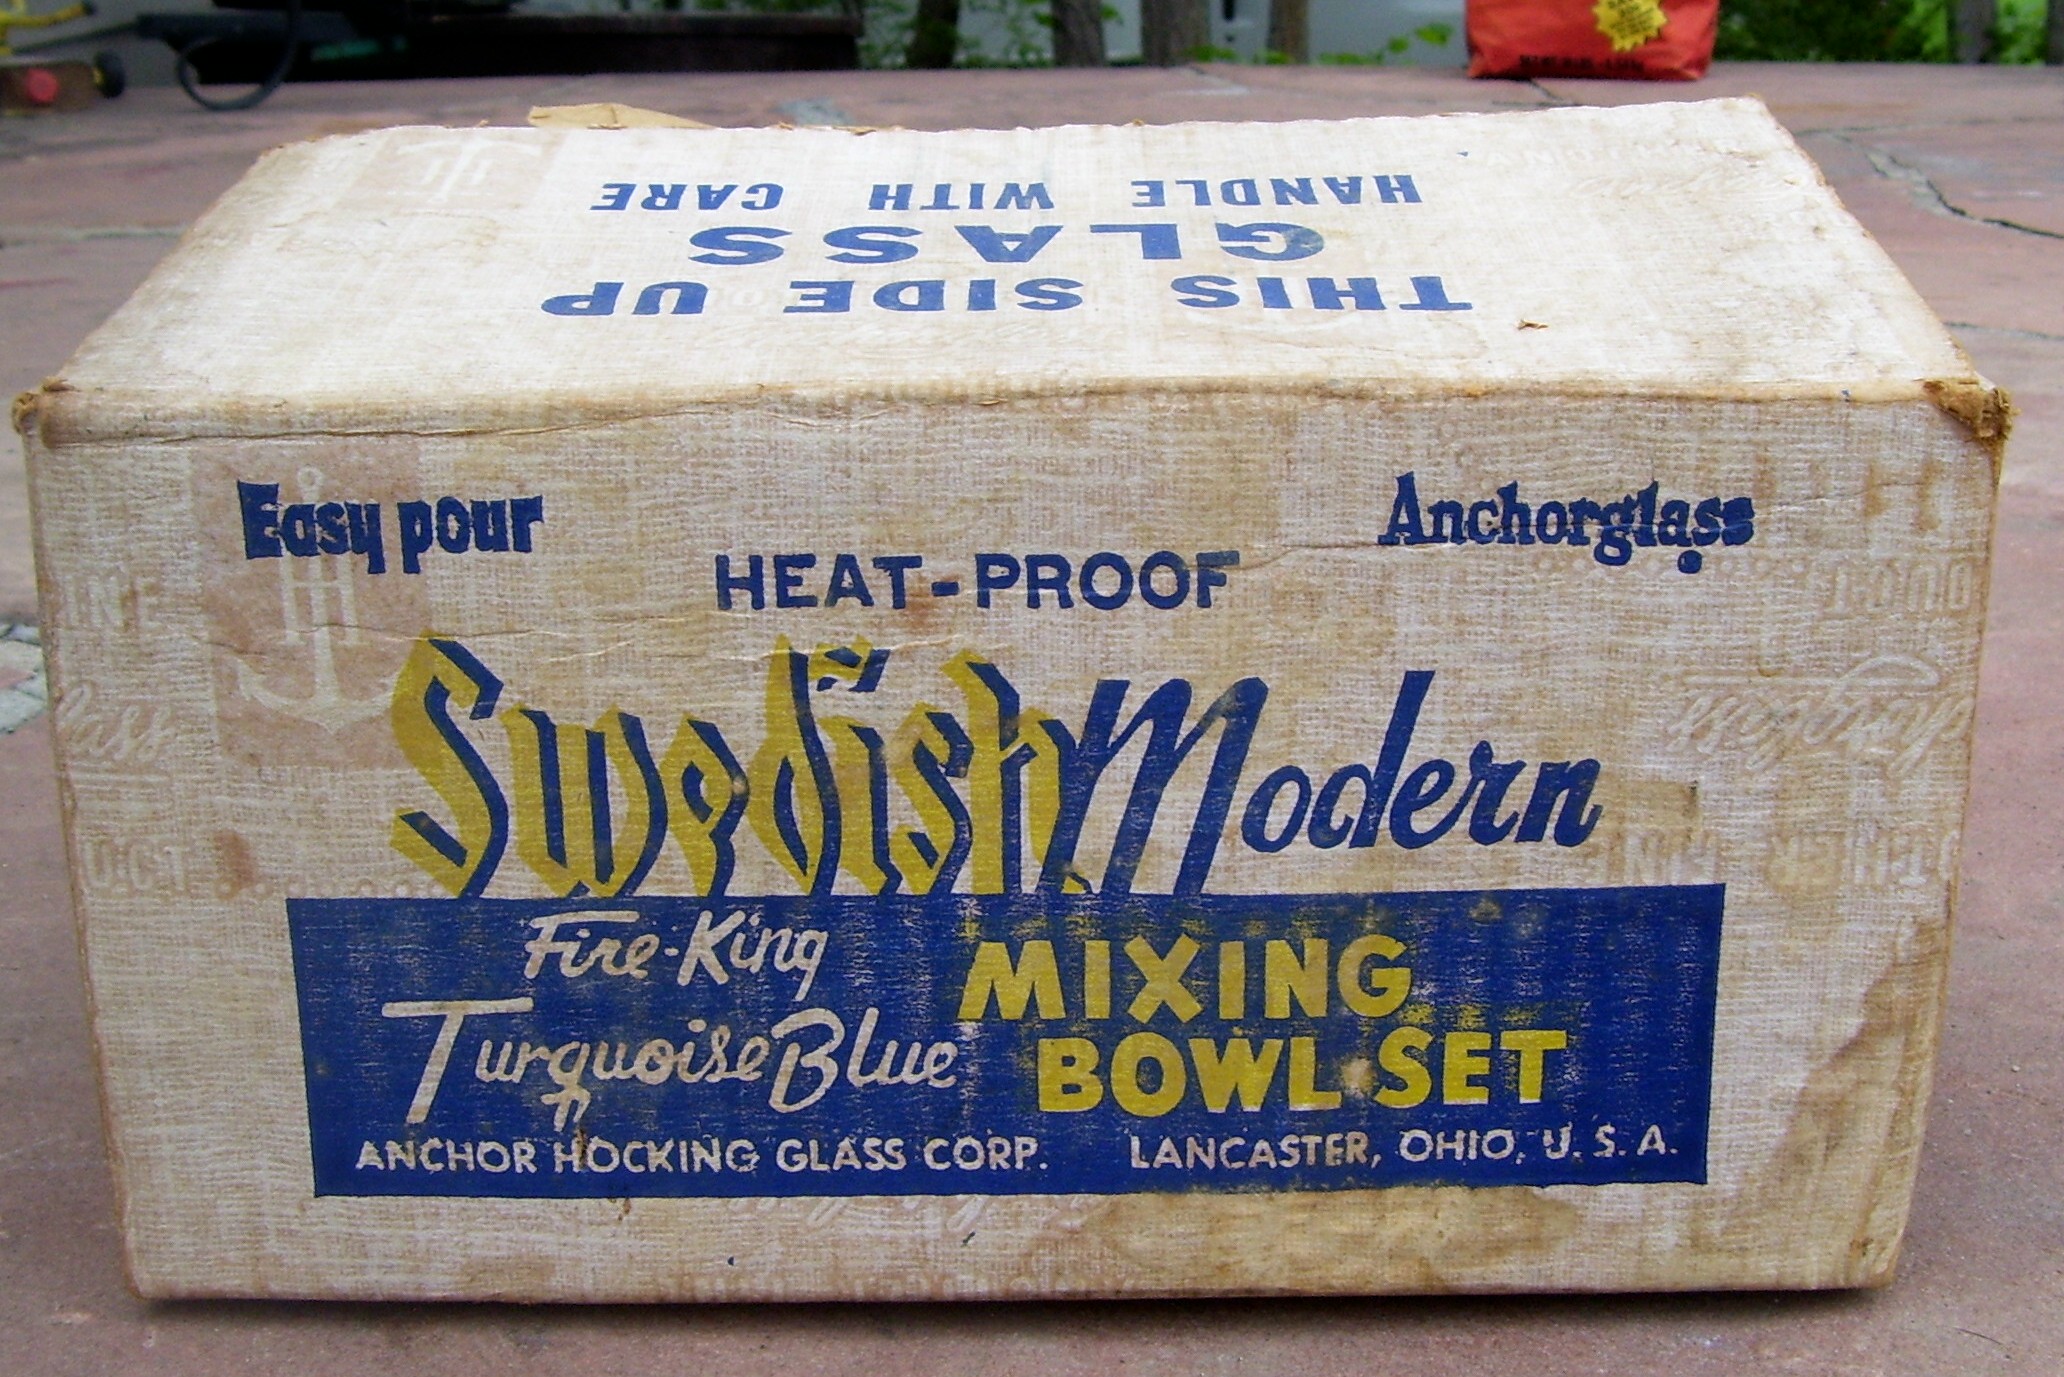 THIS SIDE UP
GLASS
HANDLE WITH CARE
Easy pour
Anchorglass
HEAT-PROOF
Swedish Modern
Fire-King
Turquoise Blue
MIXING
BOWL SET
ANCHOR HOCKING GLASS CORP. LANCASTER, OHIO, U. S. A.